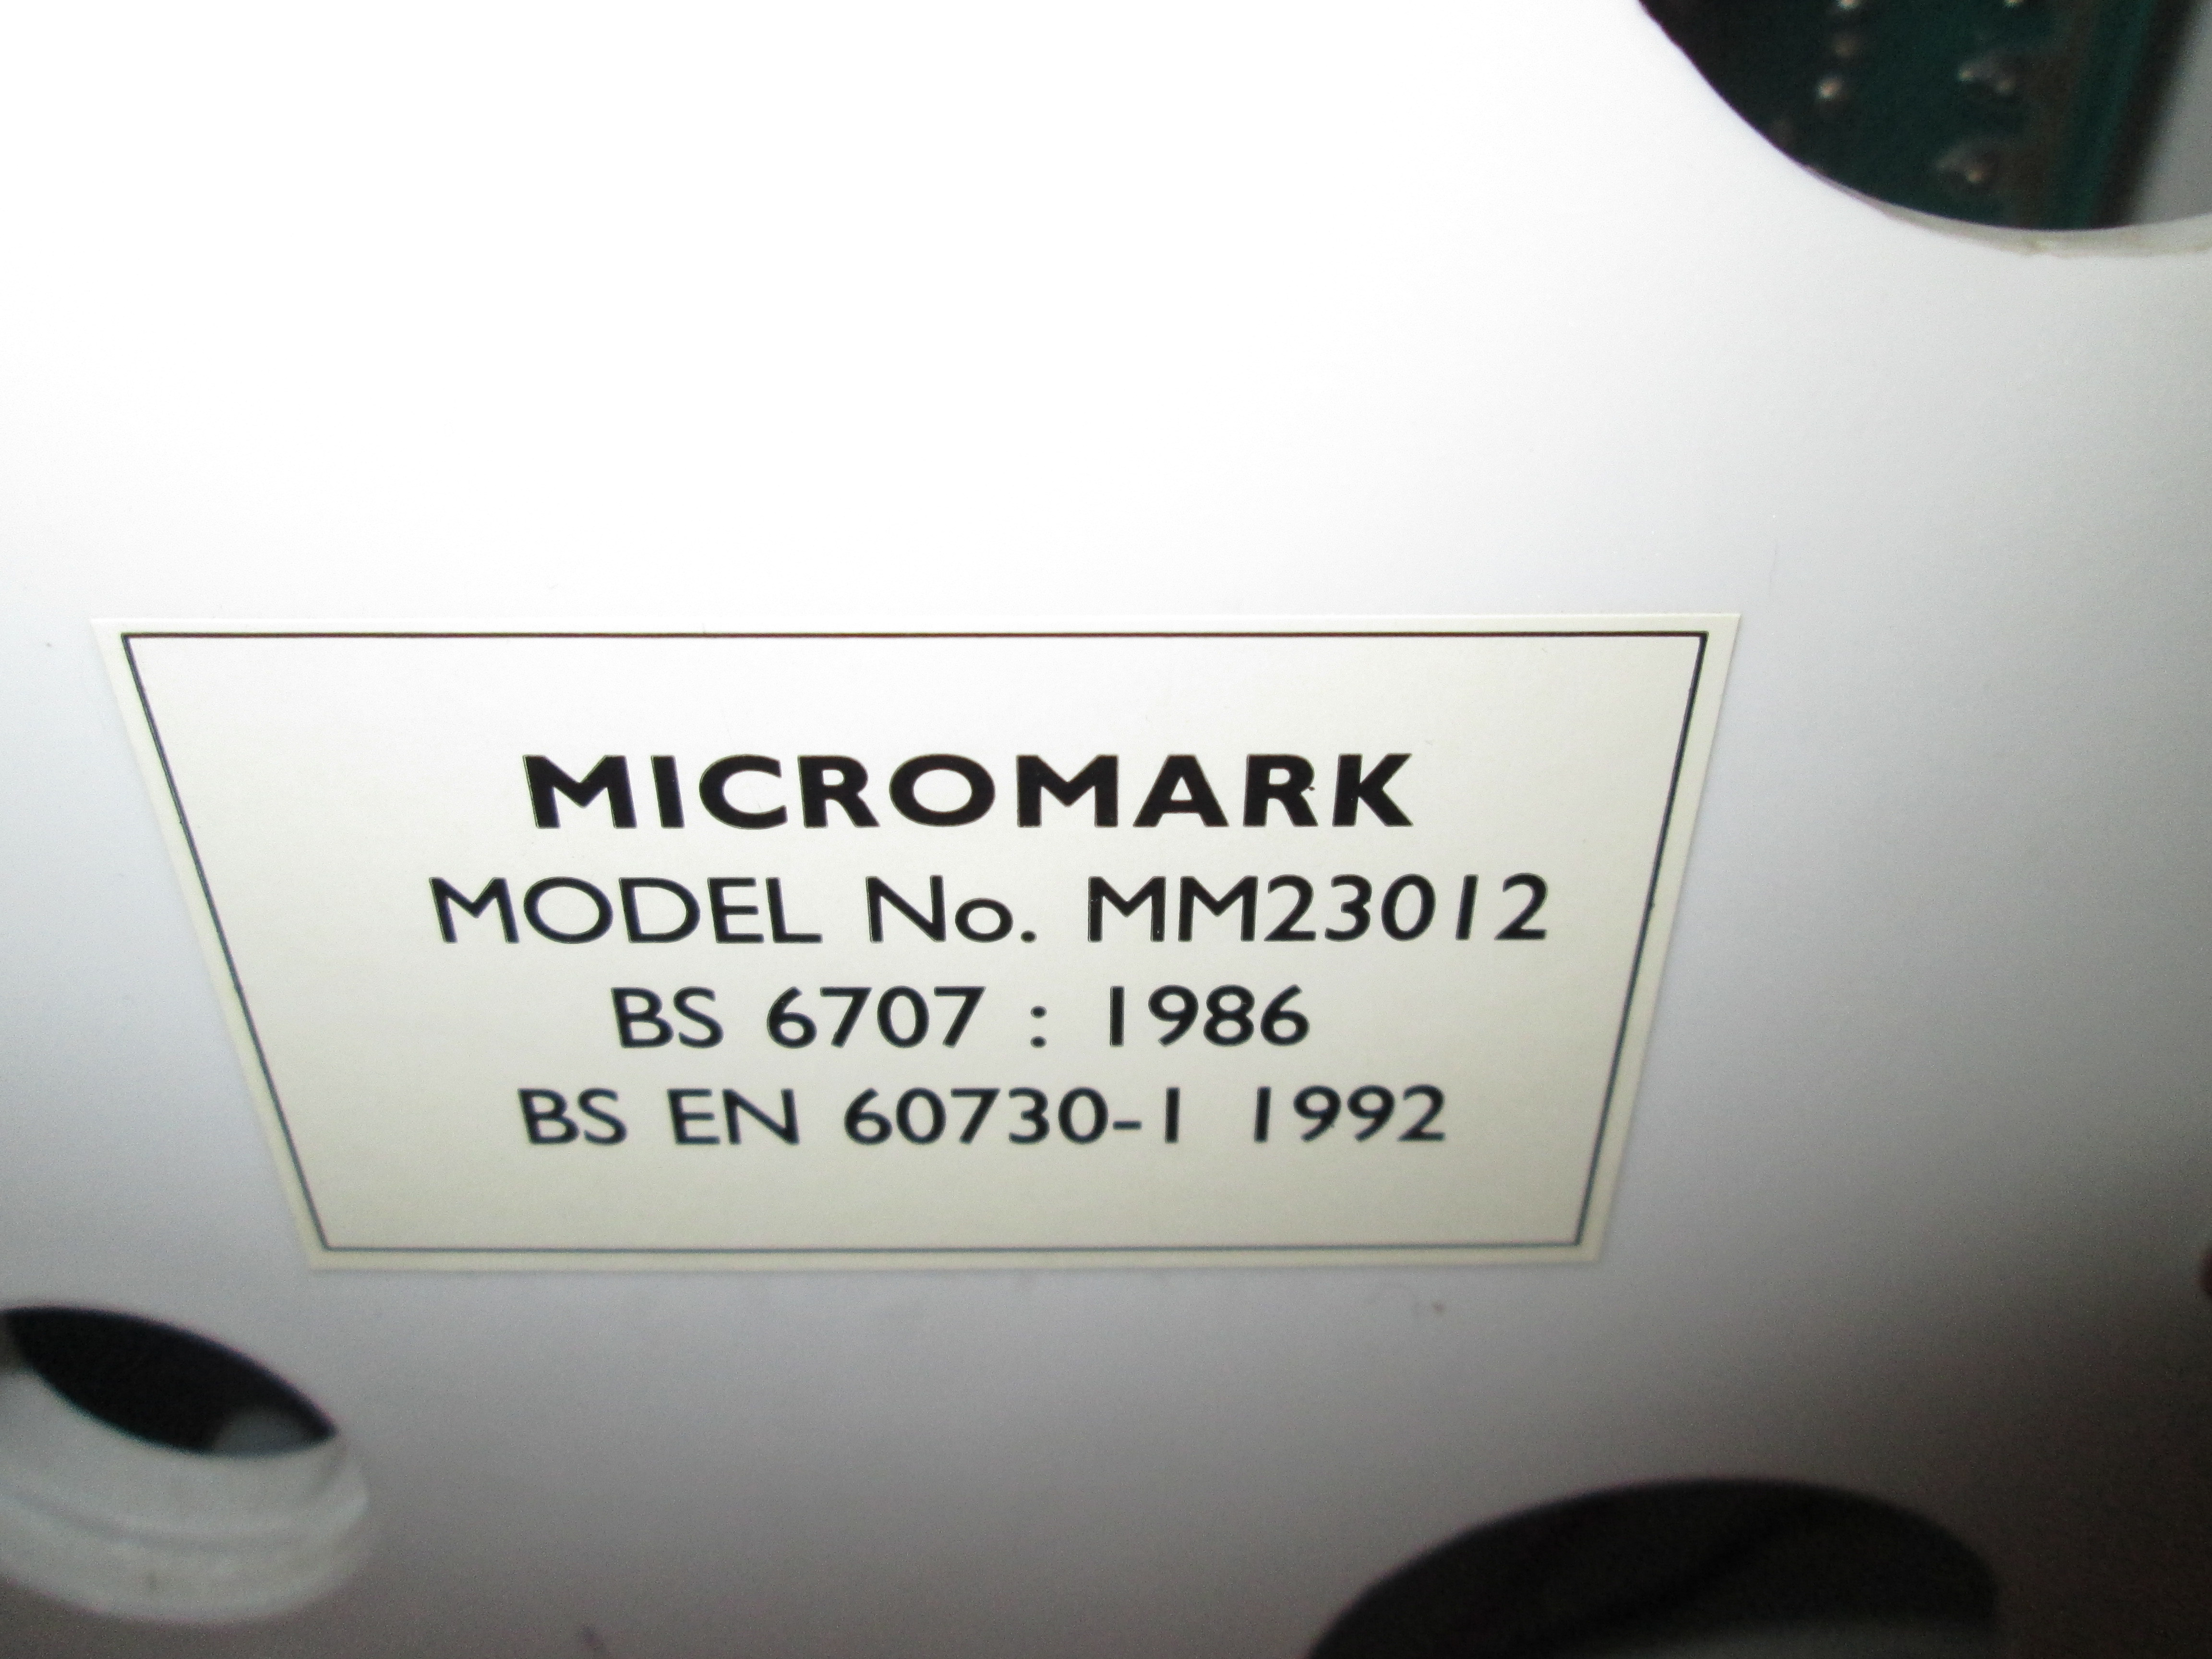 MICROMARK
MODEL No. MM23012
BS 6707 : 1986
BS EN 60730-1 1992